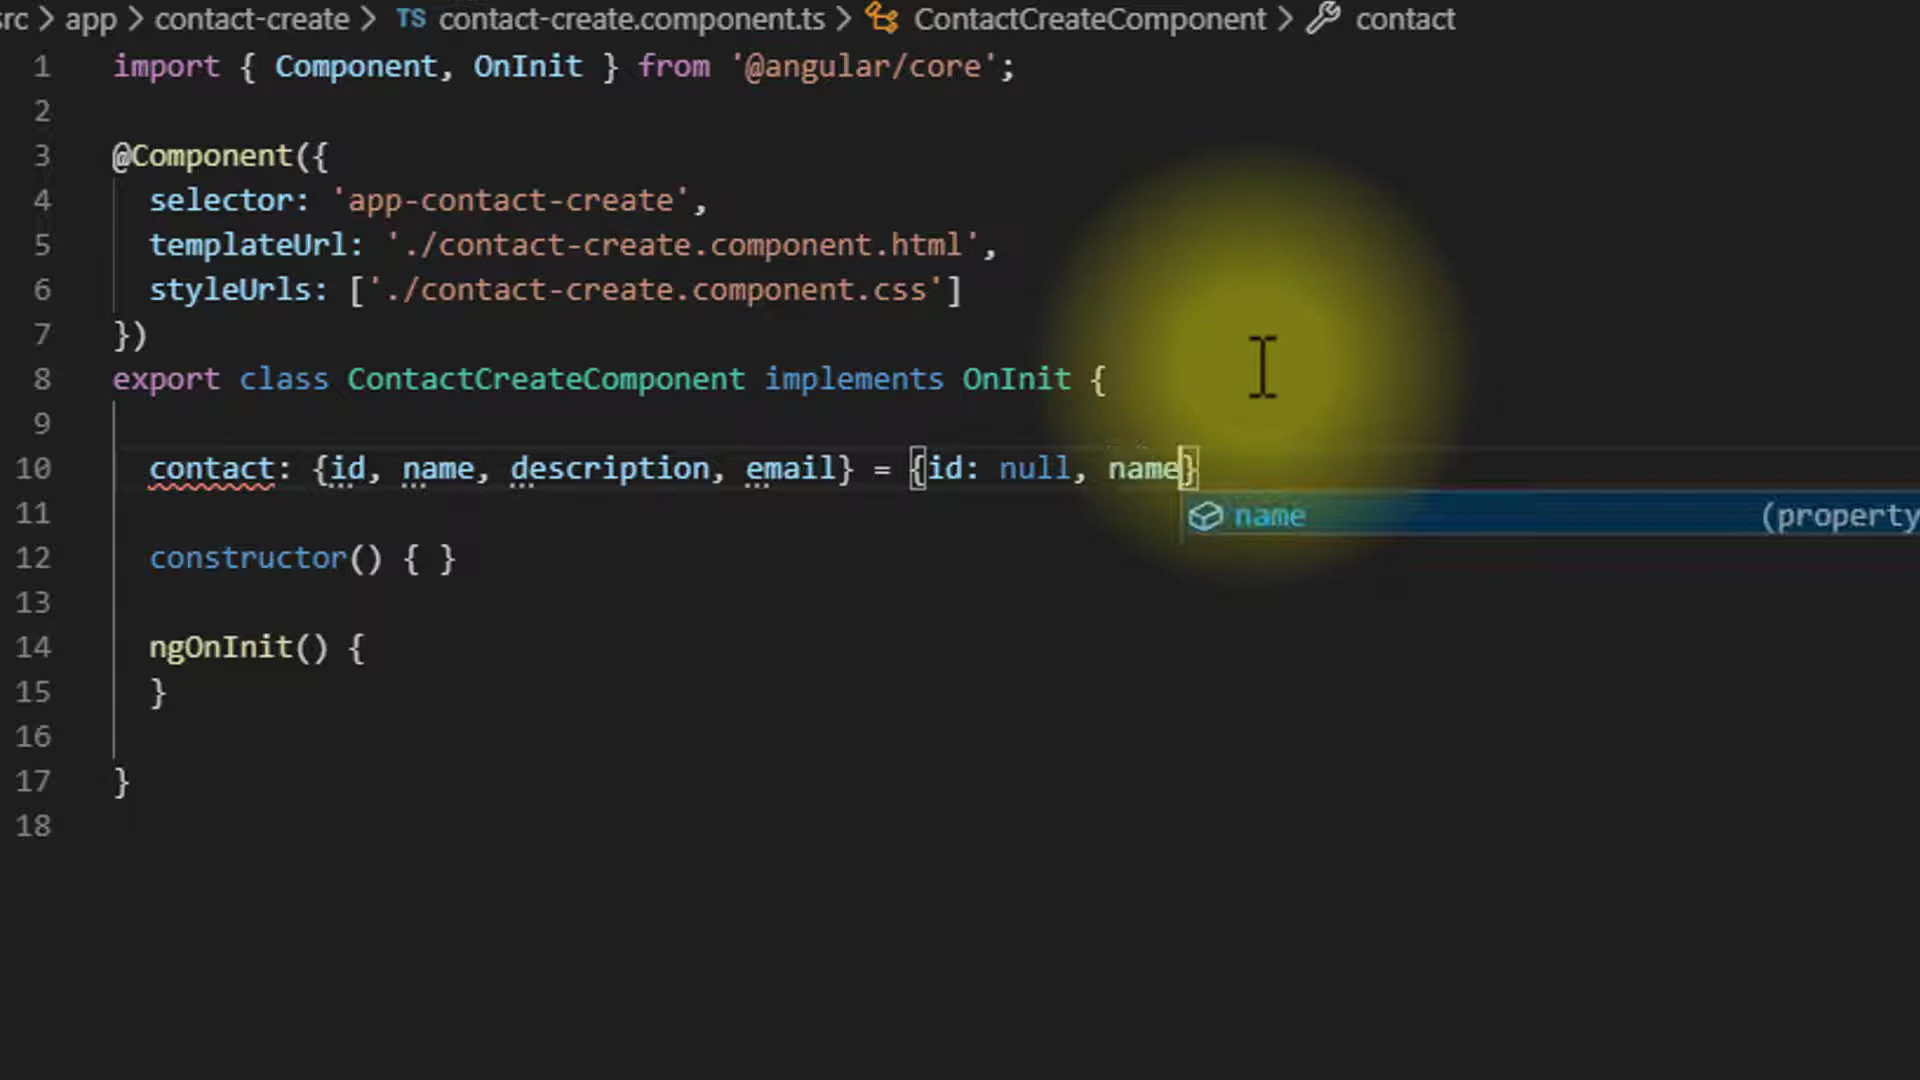 src > app > contact-create > TS contact-create.component.ts > ContactCreateComponent > contact
1 import { Component, OnInit } from '@angular/core';
2
3 @Component({
4 selector: 'app-contact-create',
5 templateUrl: './contact-create.component.html',
6 styleUrls: ['./contact-create.component.css']
7 })
8 export class ContactCreateComponent implements OnInit {
9
10 contact: {id, name, description, email} = {id: null, name}
11 name (property
12 constructor() { }
13
14 ngOnInit() {
15 }
16
17 }
18